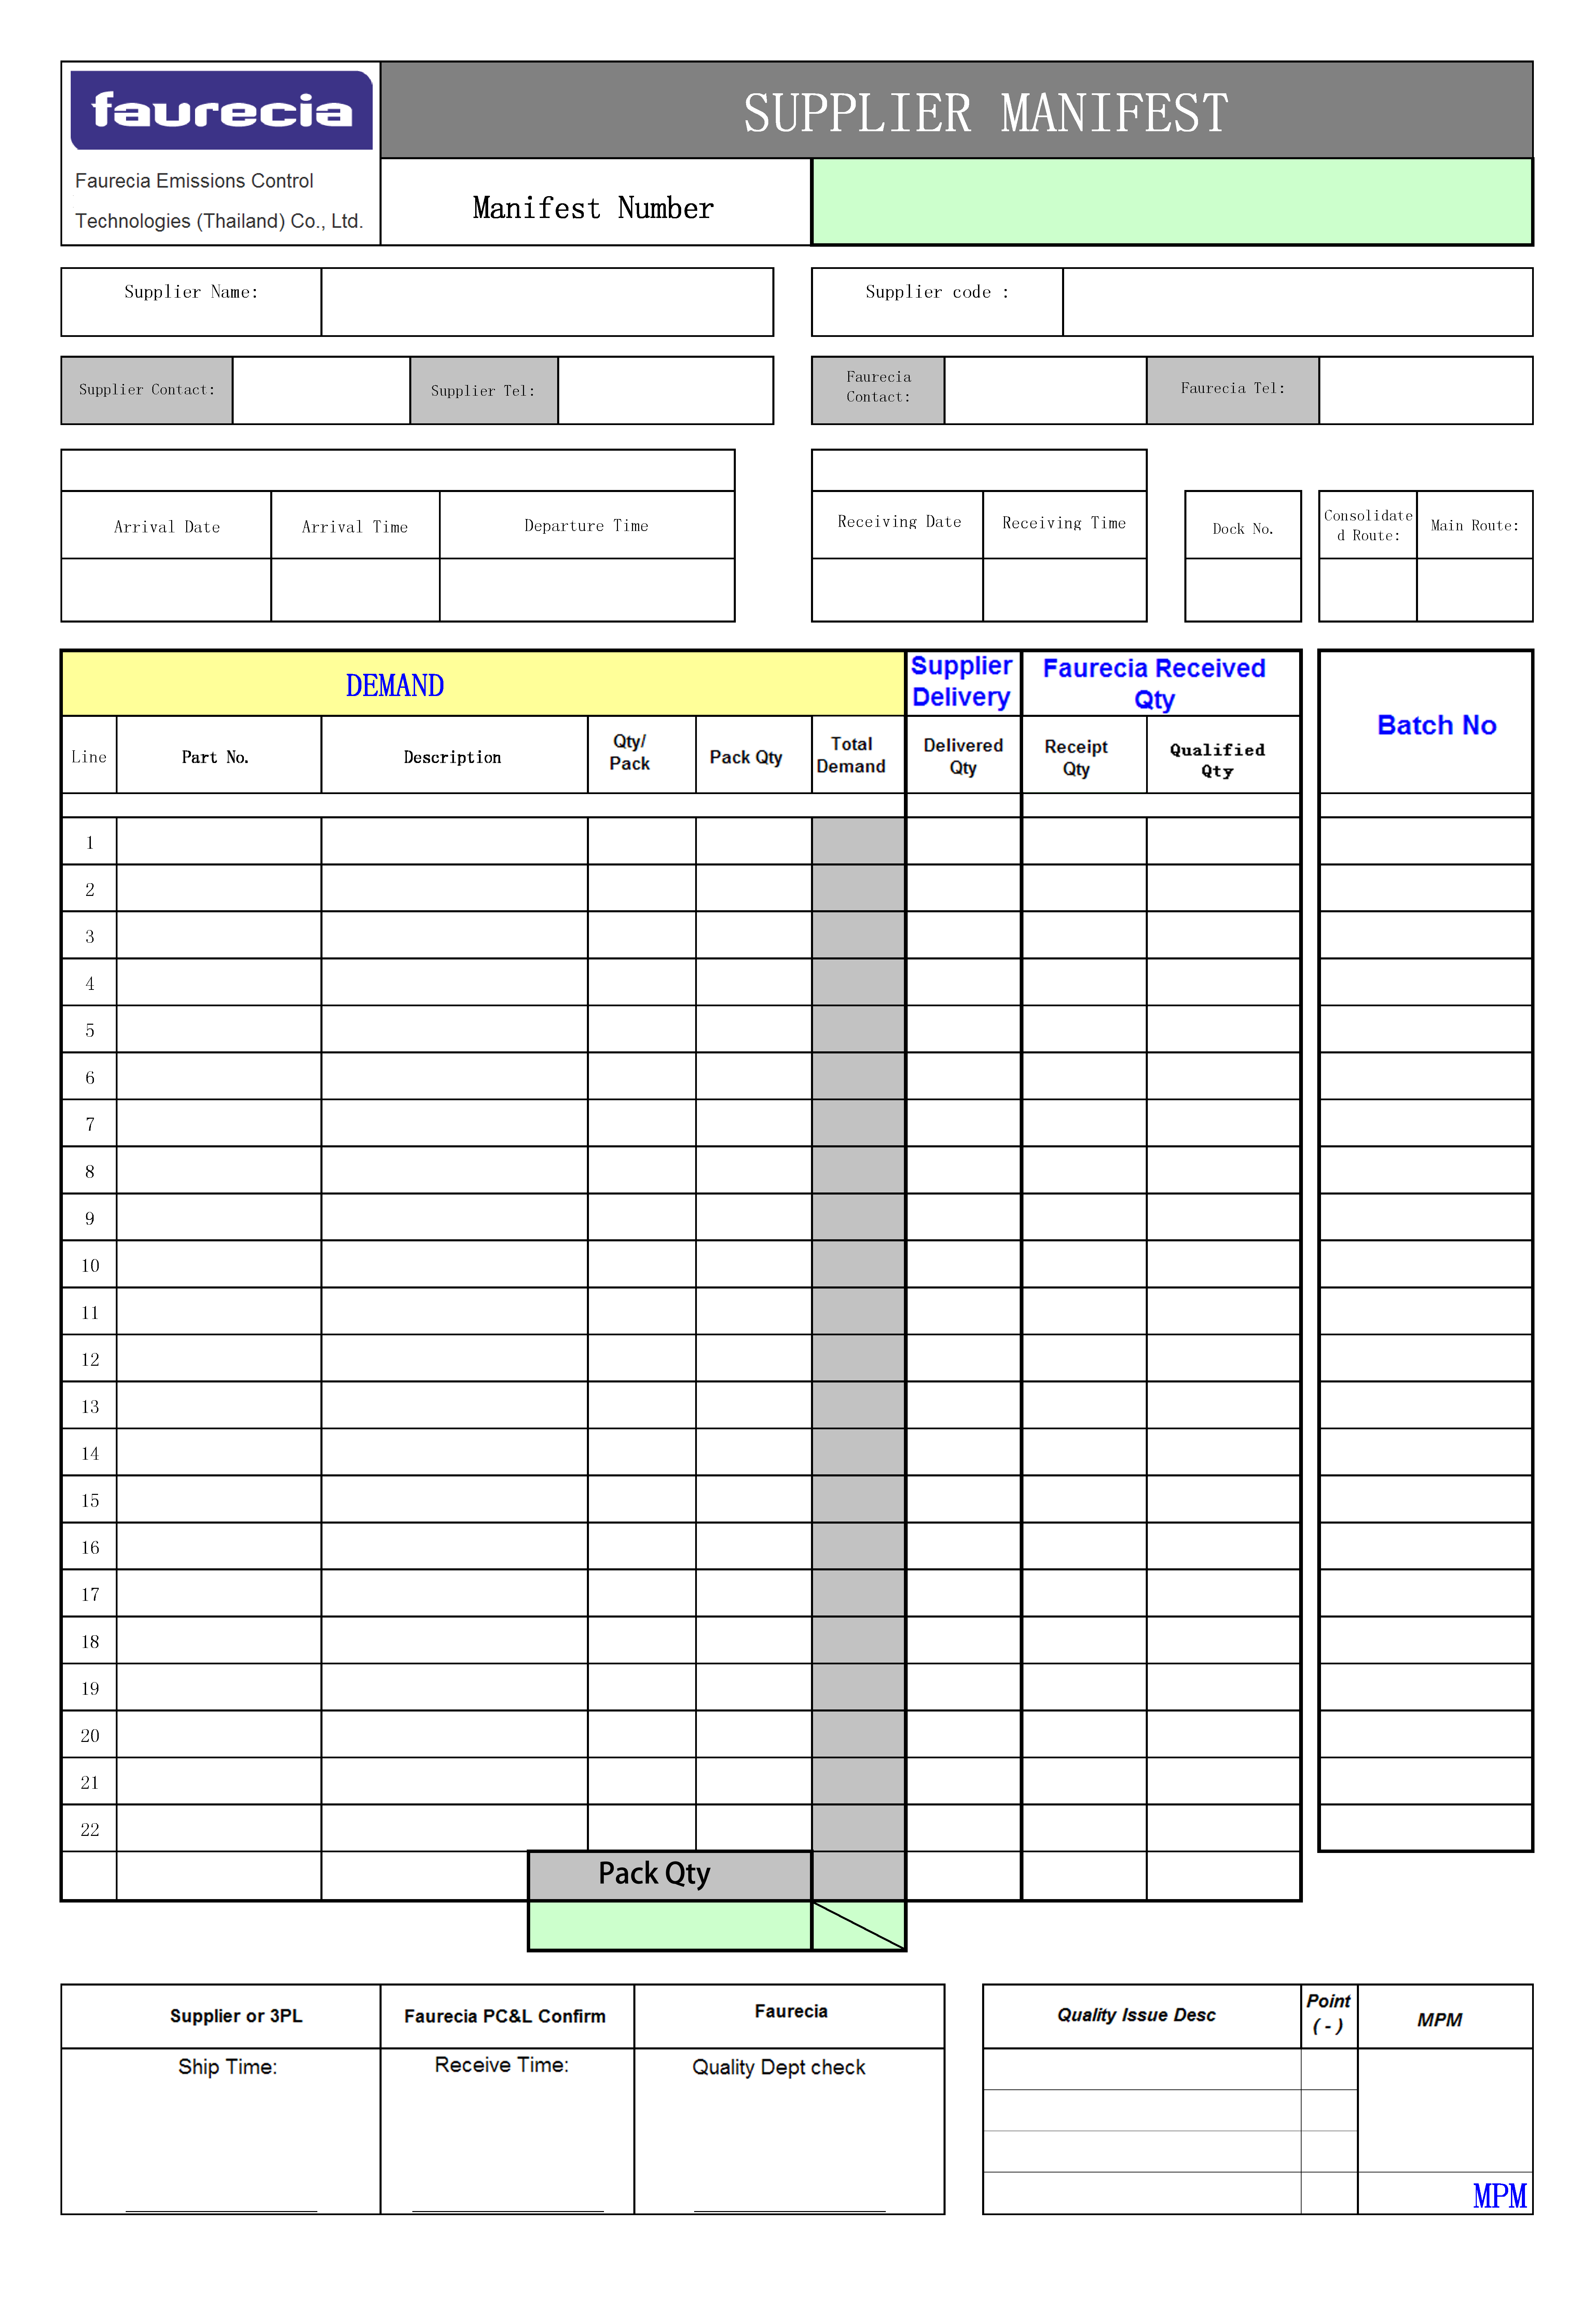 faurecia
SUPPLIER MANIFEST
Faurecia Emissions Control
Technologies (Thailand) Co., Ltd.
Manifest Number
Supplier Name:
Supplier code :
Supplier Contact:
Supplier Tel:
Faurecia
Contact:
Faurecia Tel:
Arrival Date
Arrival Time
Departure Time
Receiving Date
Receiving Time
Dock No.
Consolidate
d Route:
Main Route:
DEMAND
Supplier
Delivery
Faurecia Received
Qty
Batch No
Line
Part No.
Description
Qty/
Pack
Pack Qty
Total
Demand
Delivered
Qty
Receipt
Qty
Qualified
Qty
1
2
3
4
5
6
7
8
9
10
11
12
13
14
15
16
17
18
19
20
21
22
Pack Qty
Supplier or 3PL
Faurecia PC&L Confirm
Faurecia
Ship Time:
Receive Time:
Quality Dept check
Quality Issue Desc
Point
( - )
MPM
MPM